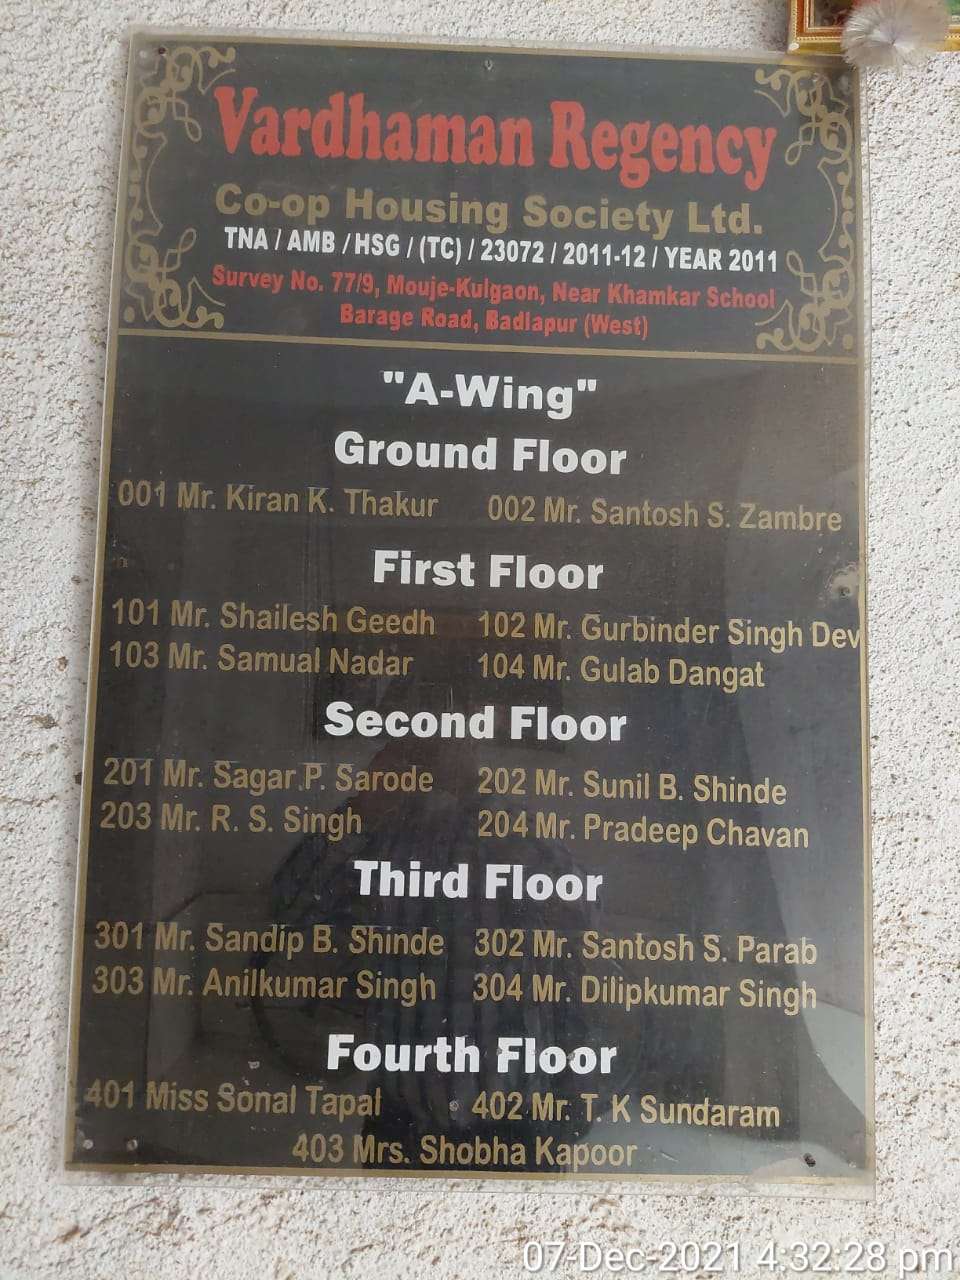 Vardhaman Regency
Co-op Housing Society Ltd.
TNA / AMB / HSG / (TC) / 23072 / 2011-12 / YEAR 2011
Survey No. 77/9, Mouje-Kulgaon, Near Khamkar School
Barage Road, Badlapur (West)
"A-Wing"
Ground Floor
001 Mr. Kiran K. Thakur 002 Mr. Santosh S. Zambre
First Floor
101 Mr. Shailesh Geedh 102 Mr. Gurbinder Singh Dev
103 Mr. Samual Nadar 104 Mr. Gulab Dangat
Second Floor
201 Mr. Sagar P. Sarode 202 Mr. Sunil B. Shinde
203 Mr. R. S. Singh 204 Mr. Pradeep Chavan
Third Floor
301 Mr. Sandip B. Shinde 302 Mr. Santosh S. Parab
303 Mr. Anilkumar Singh 304 Mr. Dilipkumar Singh
Fourth Floor
401 Miss Sonal Tapal 402 Mr. T. K Sundaram
403 Mrs. Shobha Kapoor
07-Dec-2021 4:32:28 pm